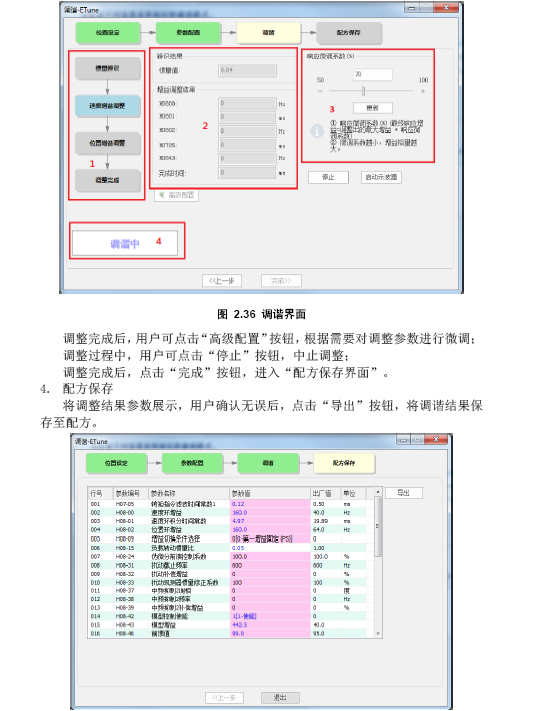 调谐-ETune
位置设定
参数配置
调谐
配方保存
惯量辨识
速度增益调整
位置增益调整
调整完成
1
辨识结果
惯量值:
0.04
增益调整结果
H0800:
0
Hz
H0801:
0
ms
H0802:
0
Hz
2
H0705:
0
ms
H0843:
0
Hz
完成时间:
0
ms
高级配置
响应微调系数(%)
70
50
100
3
更新
停止
启动示波器
调谐中
4
<<上一步
完成>>
图 2.36 调谐界面
调整完成后,用户可点击“高级配置”按钮,根据需要对调整参数进行微调;
调整过程中,用户可点击“停止”按钮,中止调整;
调整完成后,点击“完成”按钮,进入“配方保存界面”。
4. 配方保存
将调整结果参数展示,用户确认无误后,点击“导出”按钮,将调谐结果保
存至配方。
调谐-ETune
位置设定
参数配置
调谐
配方保存
行号 参数编号 参数名称 参数值 出厂值 单位
导出
001 H07-05 转矩指令滤波时间常数1 0.12 0.50 ms
002 H08-00 速度环增益 160.0 40.0 Hz
003 H08-01 速度环积分时间常数 4.97 19.89 ms
004 H08-02 位置环增益 160.0 64.0 Hz
005 H08-09 增益切换条件选择 0[0-第一增益固定(PS)] 0
006 H08-15 负载转动惯量比 0.05 1.00
007 H08-24 伪微分前馈控制系数 100.0 100.0 %
008 H08-31 扰动截止频率 600 600 Hz
009 H08-32 扰动补偿增益 0 0 %
010 H08-33 扰动观测器惯量修正系数 100 100 %
011 H08-37 0 度
012 H08-38 中频抑制2频率 0 Hz
013 H08-39 中频抑制2补偿增益 0 %
014 H08-42 模型控制使能 1[1-使能] 0
015 H08-43 模型增益 442.5 40.0
016 H08-46 前馈值 99.0 95.0
<<上一步
退出